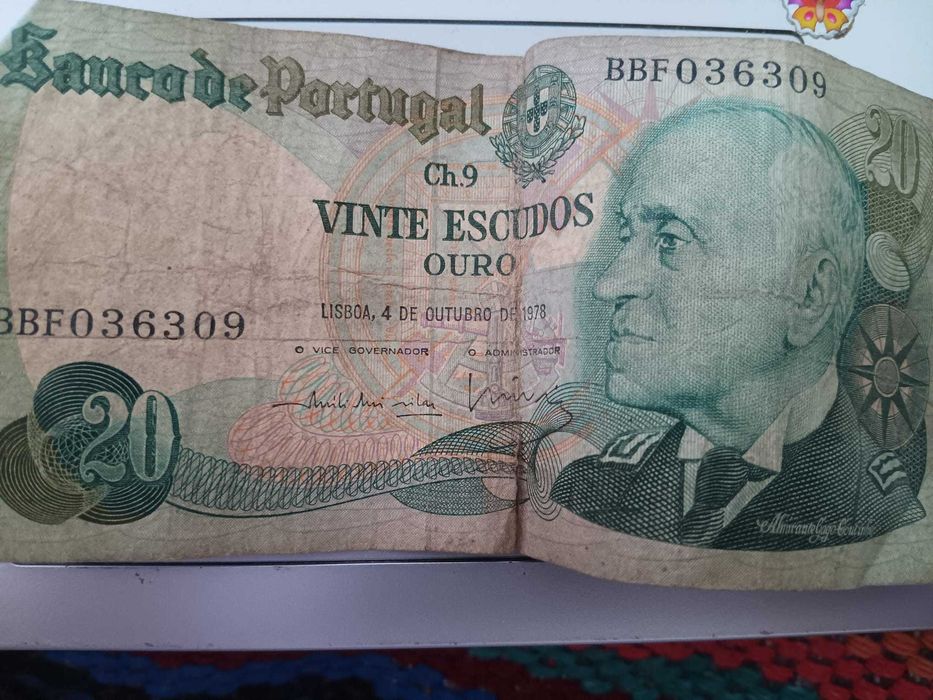 Banco de Portugal
BBF036309
20
Ch.9
VINTE ESCUDOS
OURO
LISBOA, 4 DE OUTUBRO DE 1978
BBF036309
O VICE GOVERNADOR O ADMINISTRADOR
20
Almirante Gago Coutinho